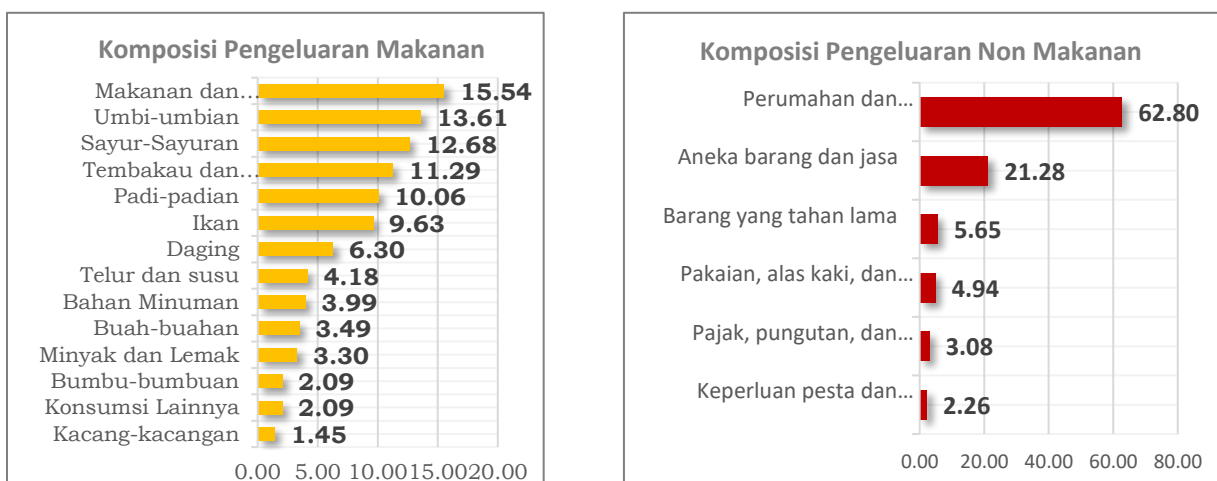 Komposisi Pengeluaran Makanan
Makanan dan... 15.54
Umbi-umbian 13.61
Sayur-Sayuran 12.68
Tembakau dan... 11.29
Padi-padian 10.06
Ikan 9.63
Daging 6.30
Telur dan susu 4.18
Bahan Minuman 3.99
Buah-buahan 3.49
Minyak dan Lemak 3.30
Bumbu-bumbuan 2.09
Konsumsi Lainnya 2.09
Kacang-kacangan 1.45
0.00 5.00 10.00 15.00 20.00
Komposisi Pengeluaran Non Makanan
Perumahan dan... 62.80
Aneka barang dan jasa 21.28
Barang yang tahan lama 5.65
Pakaian, alas kaki, dan... 4.94
Pajak, pungutan, dan... 3.08
Keperluan pesta dan... 2.26
0.00 20.00 40.00 60.00 80.00